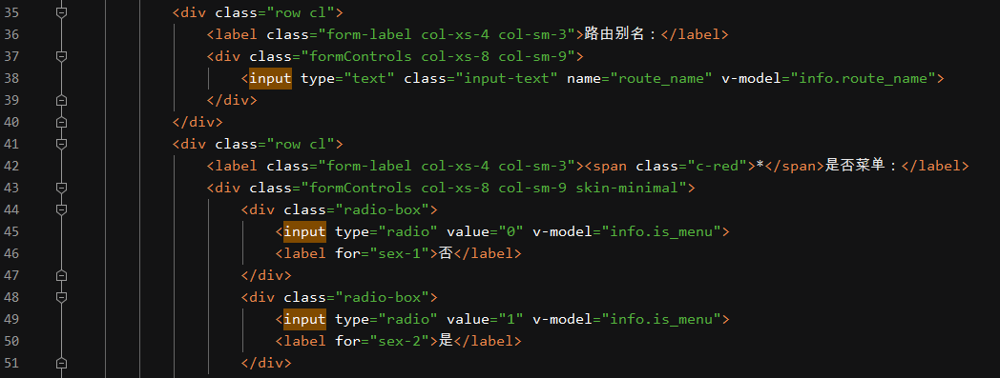 35 <div class="row cl">
36 <label class="form-label col-xs-4 col-sm-3">路由别名：</label>
37 <div class="formControls col-xs-8 col-sm-9">
38 <input type="text" class="input-text" name="route_name" v-model="info.route_name">
39 </div>
40 </div>
41 <div class="row cl">
42 <label class="form-label col-xs-4 col-sm-3"><span class="c-red">*</span>是否菜单：</label>
43 <div class="formControls col-xs-8 col-sm-9 skin-minimal">
44 <div class="radio-box">
45 <input type="radio" value="0" v-model="info.is_menu">
46 <label for="sex-1">否</label>
47 </div>
48 <div class="radio-box">
49 <input type="radio" value="1" v-model="info.is_menu">
50 <label for="sex-2">是</label>
51 </div>